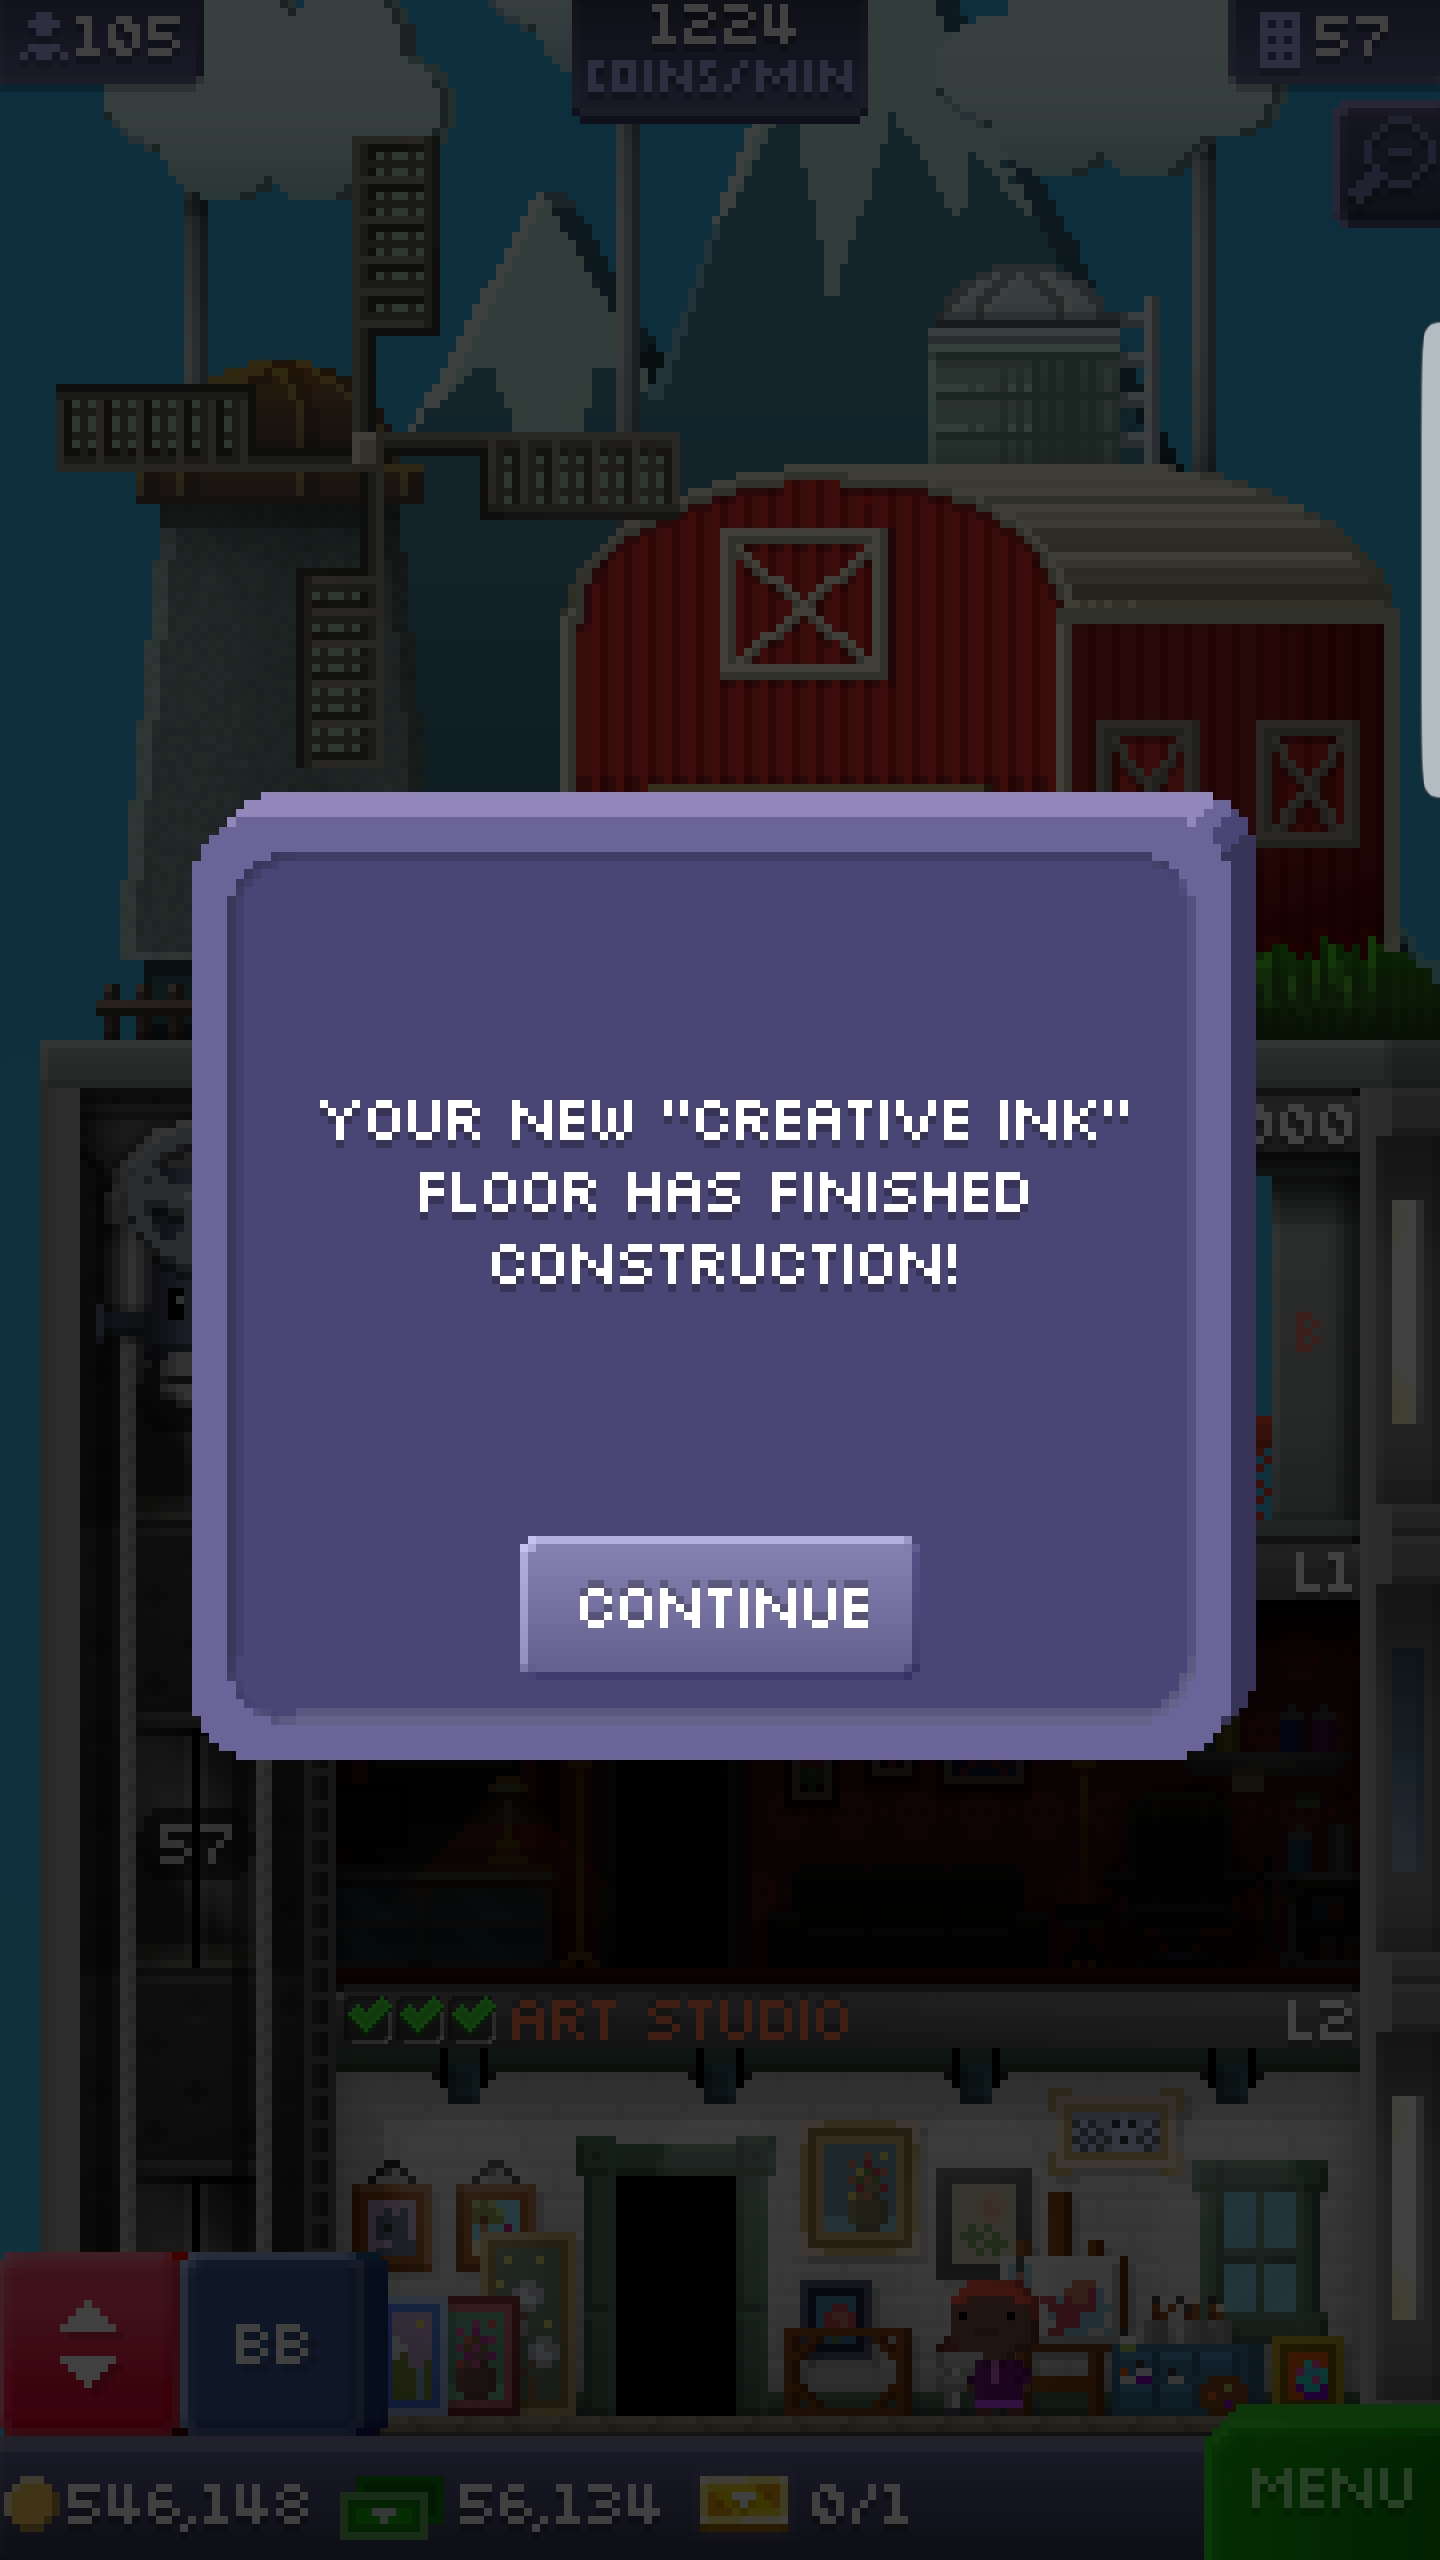 105
1224
COINS/MIN
57
YOUR NEW "CREATIVE INK"
FLOOR HAS FINISHED
CONSTRUCTION!
B
L1
CONTINUE
57
ART STUDIO
L2
BB
546,148
56,134
0/1
MENU